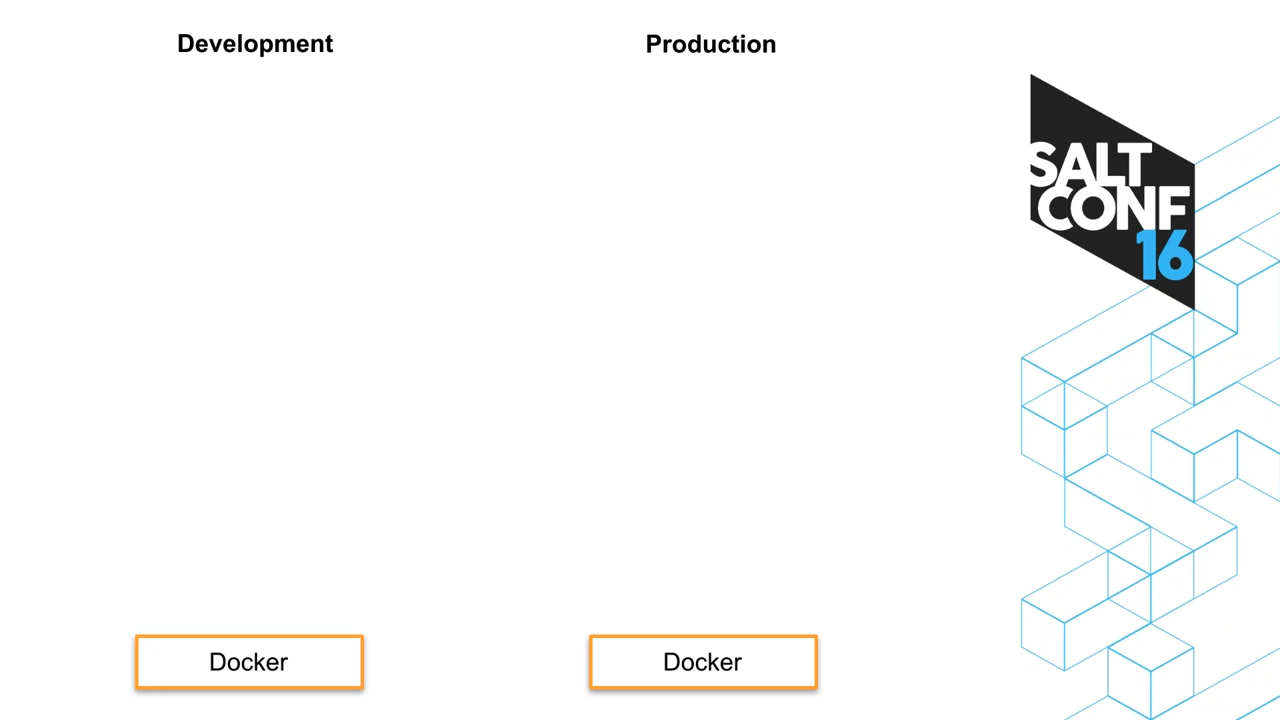 Development
Production
SALT
CONF
16
Docker
Docker